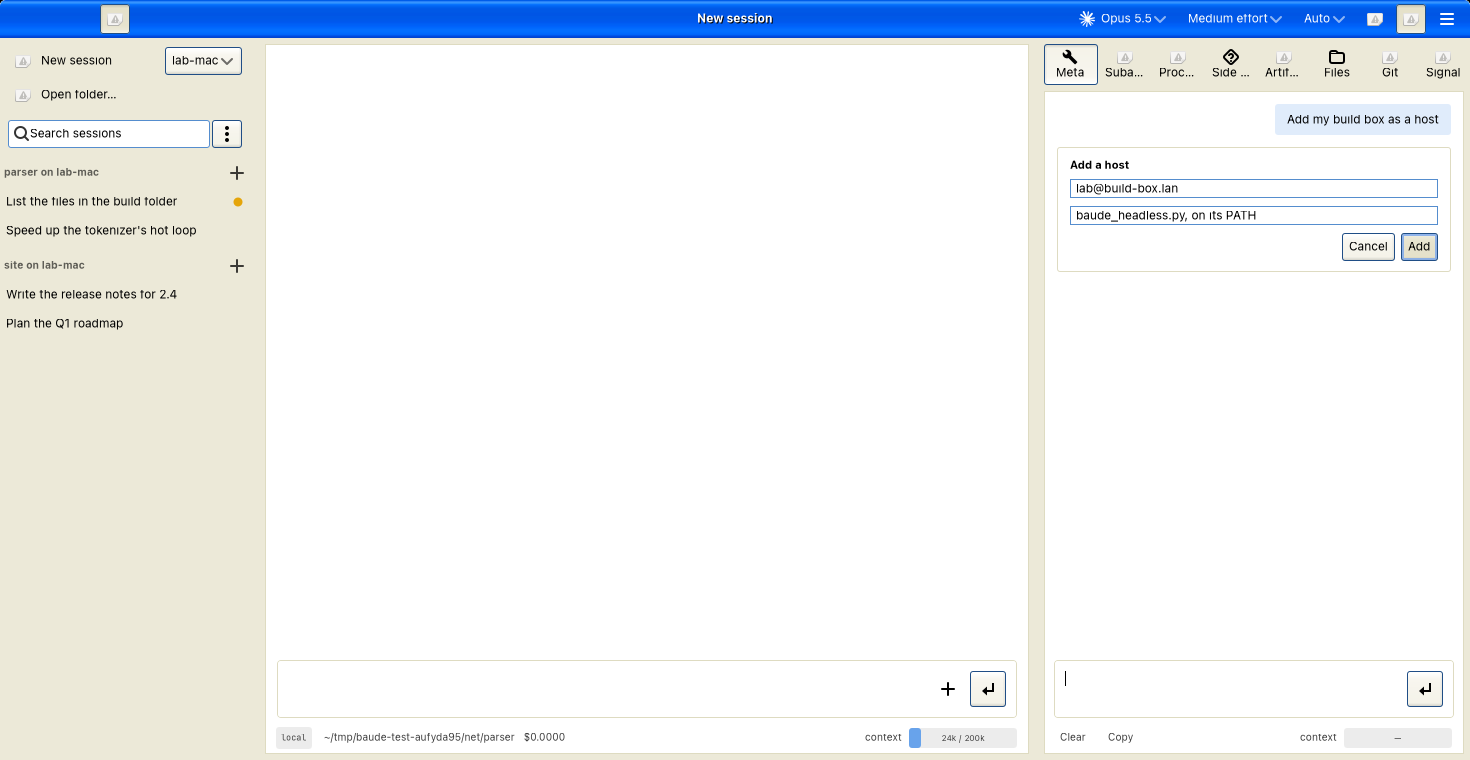 New session
Opus 5.5
Medium effort
Auto
New session
lab-mac
Open folder...
Search sessions
parser on lab-mac
List the files in the build folder
Speed up the tokenizer's hot loop
site on lab-mac
Write the release notes for 2.4
Plan the Q1 roadmap
local
~/tmp/baude-test-aufyda95/net/parser
$0.0000
context
24k / 200k
Meta
Suba...
Proc...
Side ...
Artif...
Files
Git
Signal
Add my build box as a host
Add a host
lab@build-box.lan
baude_headless.py, on its PATH
Cancel
Add
Clear
Copy
context
—